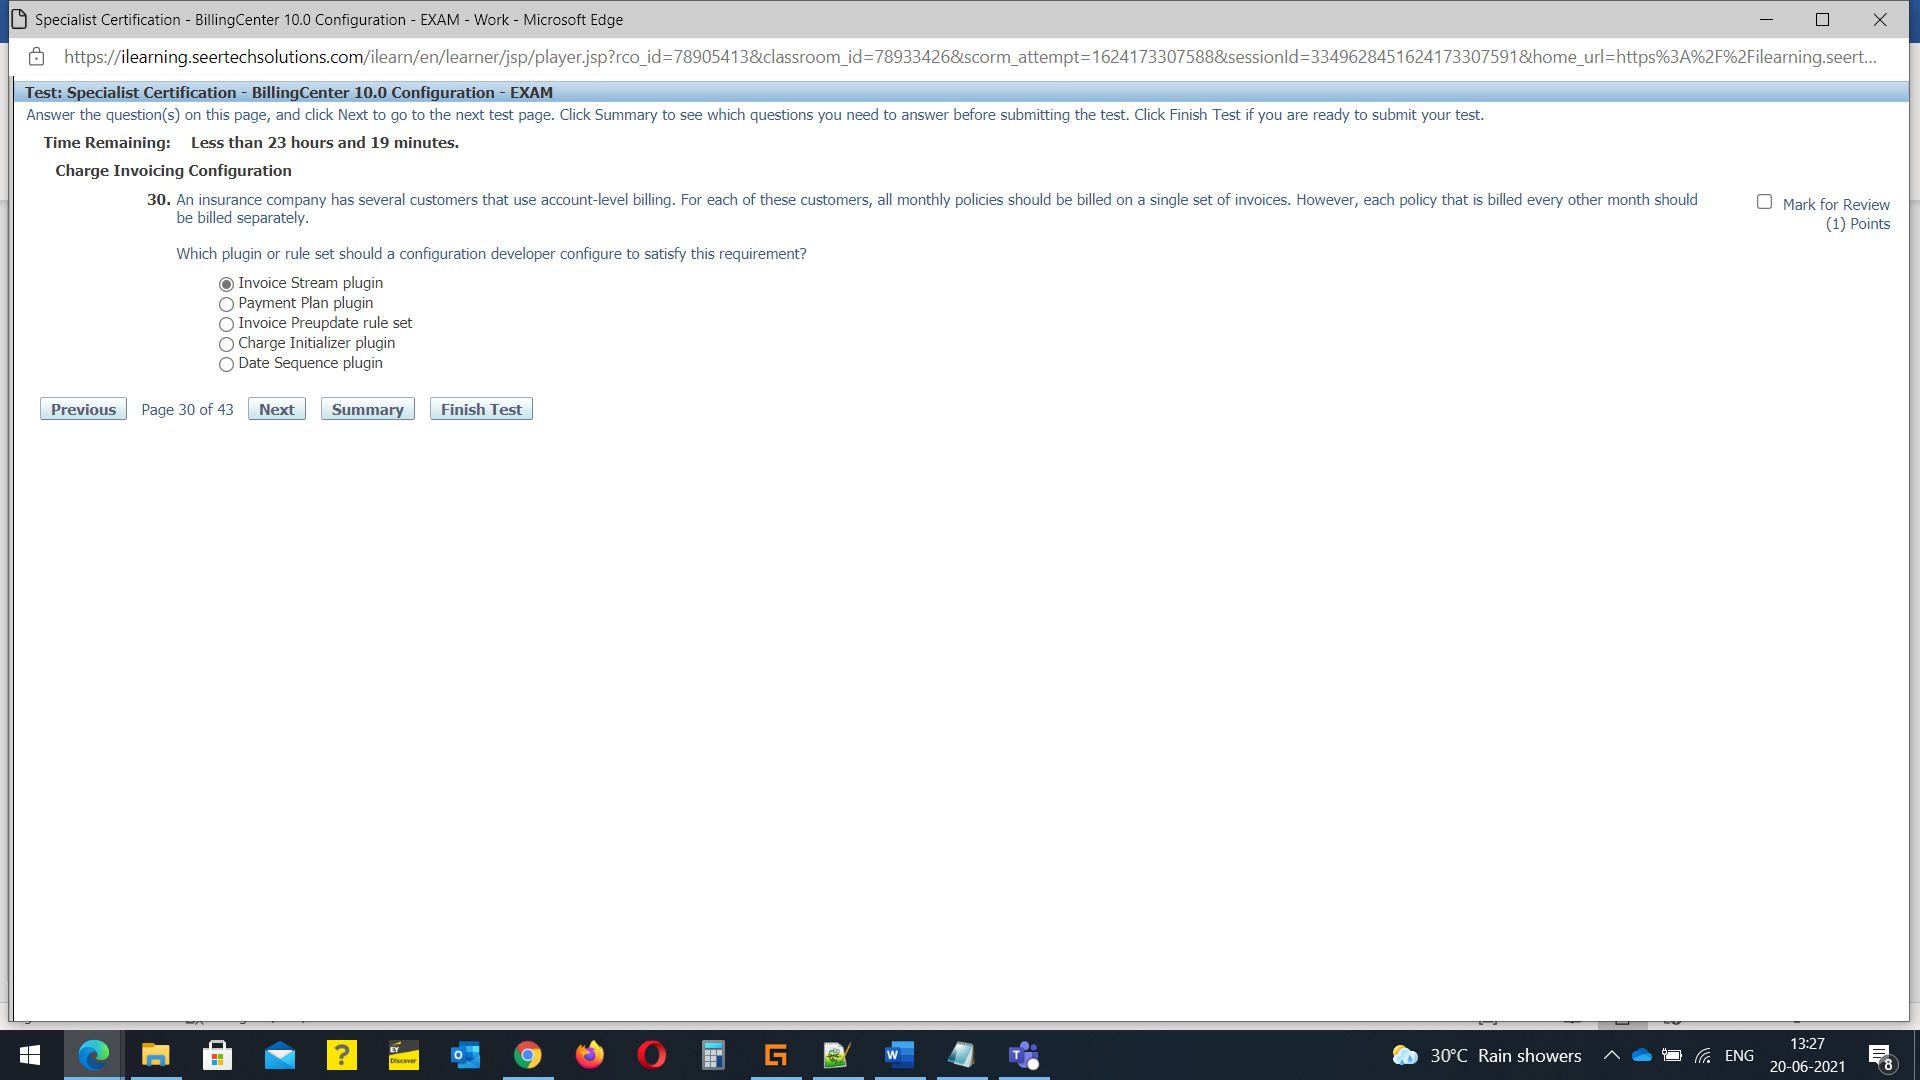 Specialist Certification - BillingCenter 10.0 Configuration - EXAM - Work - Microsoft Edge
https://ilearning.seertechsolutions.com/ilearn/en/learner/jsp/player.jsp?rco_id=78905413&classroom_id=78933426&scorm_attempt=1624173307588&sessionId=3349628451624173307591&home_url=https%3A%2F%2Filearning.seert...
Test: Specialist Certification - BillingCenter 10.0 Configuration - EXAM
Answer the question(s) on this page, and click Next to go to the next test page. Click Summary to see which questions you need to answer before submitting the test. Click Finish Test if you are ready to submit your test.
Time Remaining: Less than 23 hours and 19 minutes.
Charge Invoicing Configuration
30. An insurance company has several customers that use account-level billing. For each of these customers, all monthly policies should be billed on a single set of invoices. However, each policy that is billed every other month should
be billed separately.
Mark for Review
(1) Points
Which plugin or rule set should a configuration developer configure to satisfy this requirement?
Invoice Stream plugin
Payment Plan plugin
Invoice Preupdate rule set
Charge Initializer plugin
Date Sequence plugin
Previous Page 30 of 43 Next Summary Finish Test
EY
Discover
30°C Rain showers
ENG
13:27
20-06-2021
8